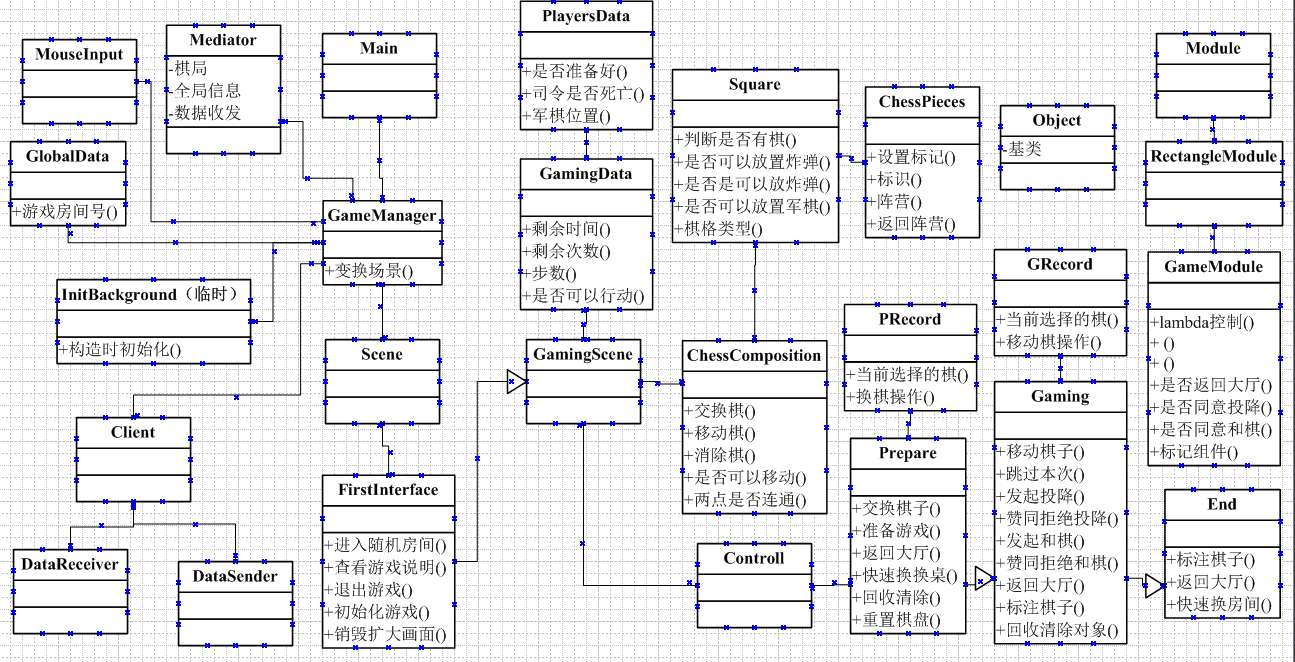 MouseInput
Mediator
-棋局
-全局信息
-数据收发
Main
PlayersData
+是否准备好()
+司令是否死亡()
+军棋位置()
Square
+判断是否有棋()
+是否可以放置炸弹()
+是否是可以放炸弹()
+是否可以放置军棋()
+棋格类型()
ChessPieces
+设置标记()
+标识()
+阵营()
+返回阵营()
Object
-基类
Module
RectangleModule
GlobalData
+游戏房间号()
GameManager
+变换场景()
GamingData
+剩余时间()
+剩余次数()
+步数()
+是否可以行动()
InitBackground（临时）
+构造时初始化()
Scene
GamingScene
ChessComposition
+交换棋()
+移动棋()
+消除棋()
+是否可以移动()
+两点是否连通()
PRecord
+当前选择的棋()
+换棋操作()
GRecord
+当前选择的棋()
+移动棋操作()
GameModule
+lambda控制()
+ ()
+ ()
+是否返回大厅()
+是否同意投降()
+是否同意和棋()
+标记组件()
Client
FirstInterface
+进入随机房间()
+查看游戏说明()
+退出游戏()
+初始化游戏()
+销毁扩大画面()
Prepare
+交换棋子()
+准备游戏()
+返回大厅()
+快速换换桌()
+回收清除()
+重置棋盘()
Gaming
+移动棋子()
+跳过本次()
+发起投降()
+赞同拒绝投降()
+发起和棋()
+赞同拒绝和棋()
+返回大厅()
+标注棋子()
+回收清除对象()
End
+标注棋子()
+返回大厅()
+快速换房间()
DataReceiver
DataSender
Controll